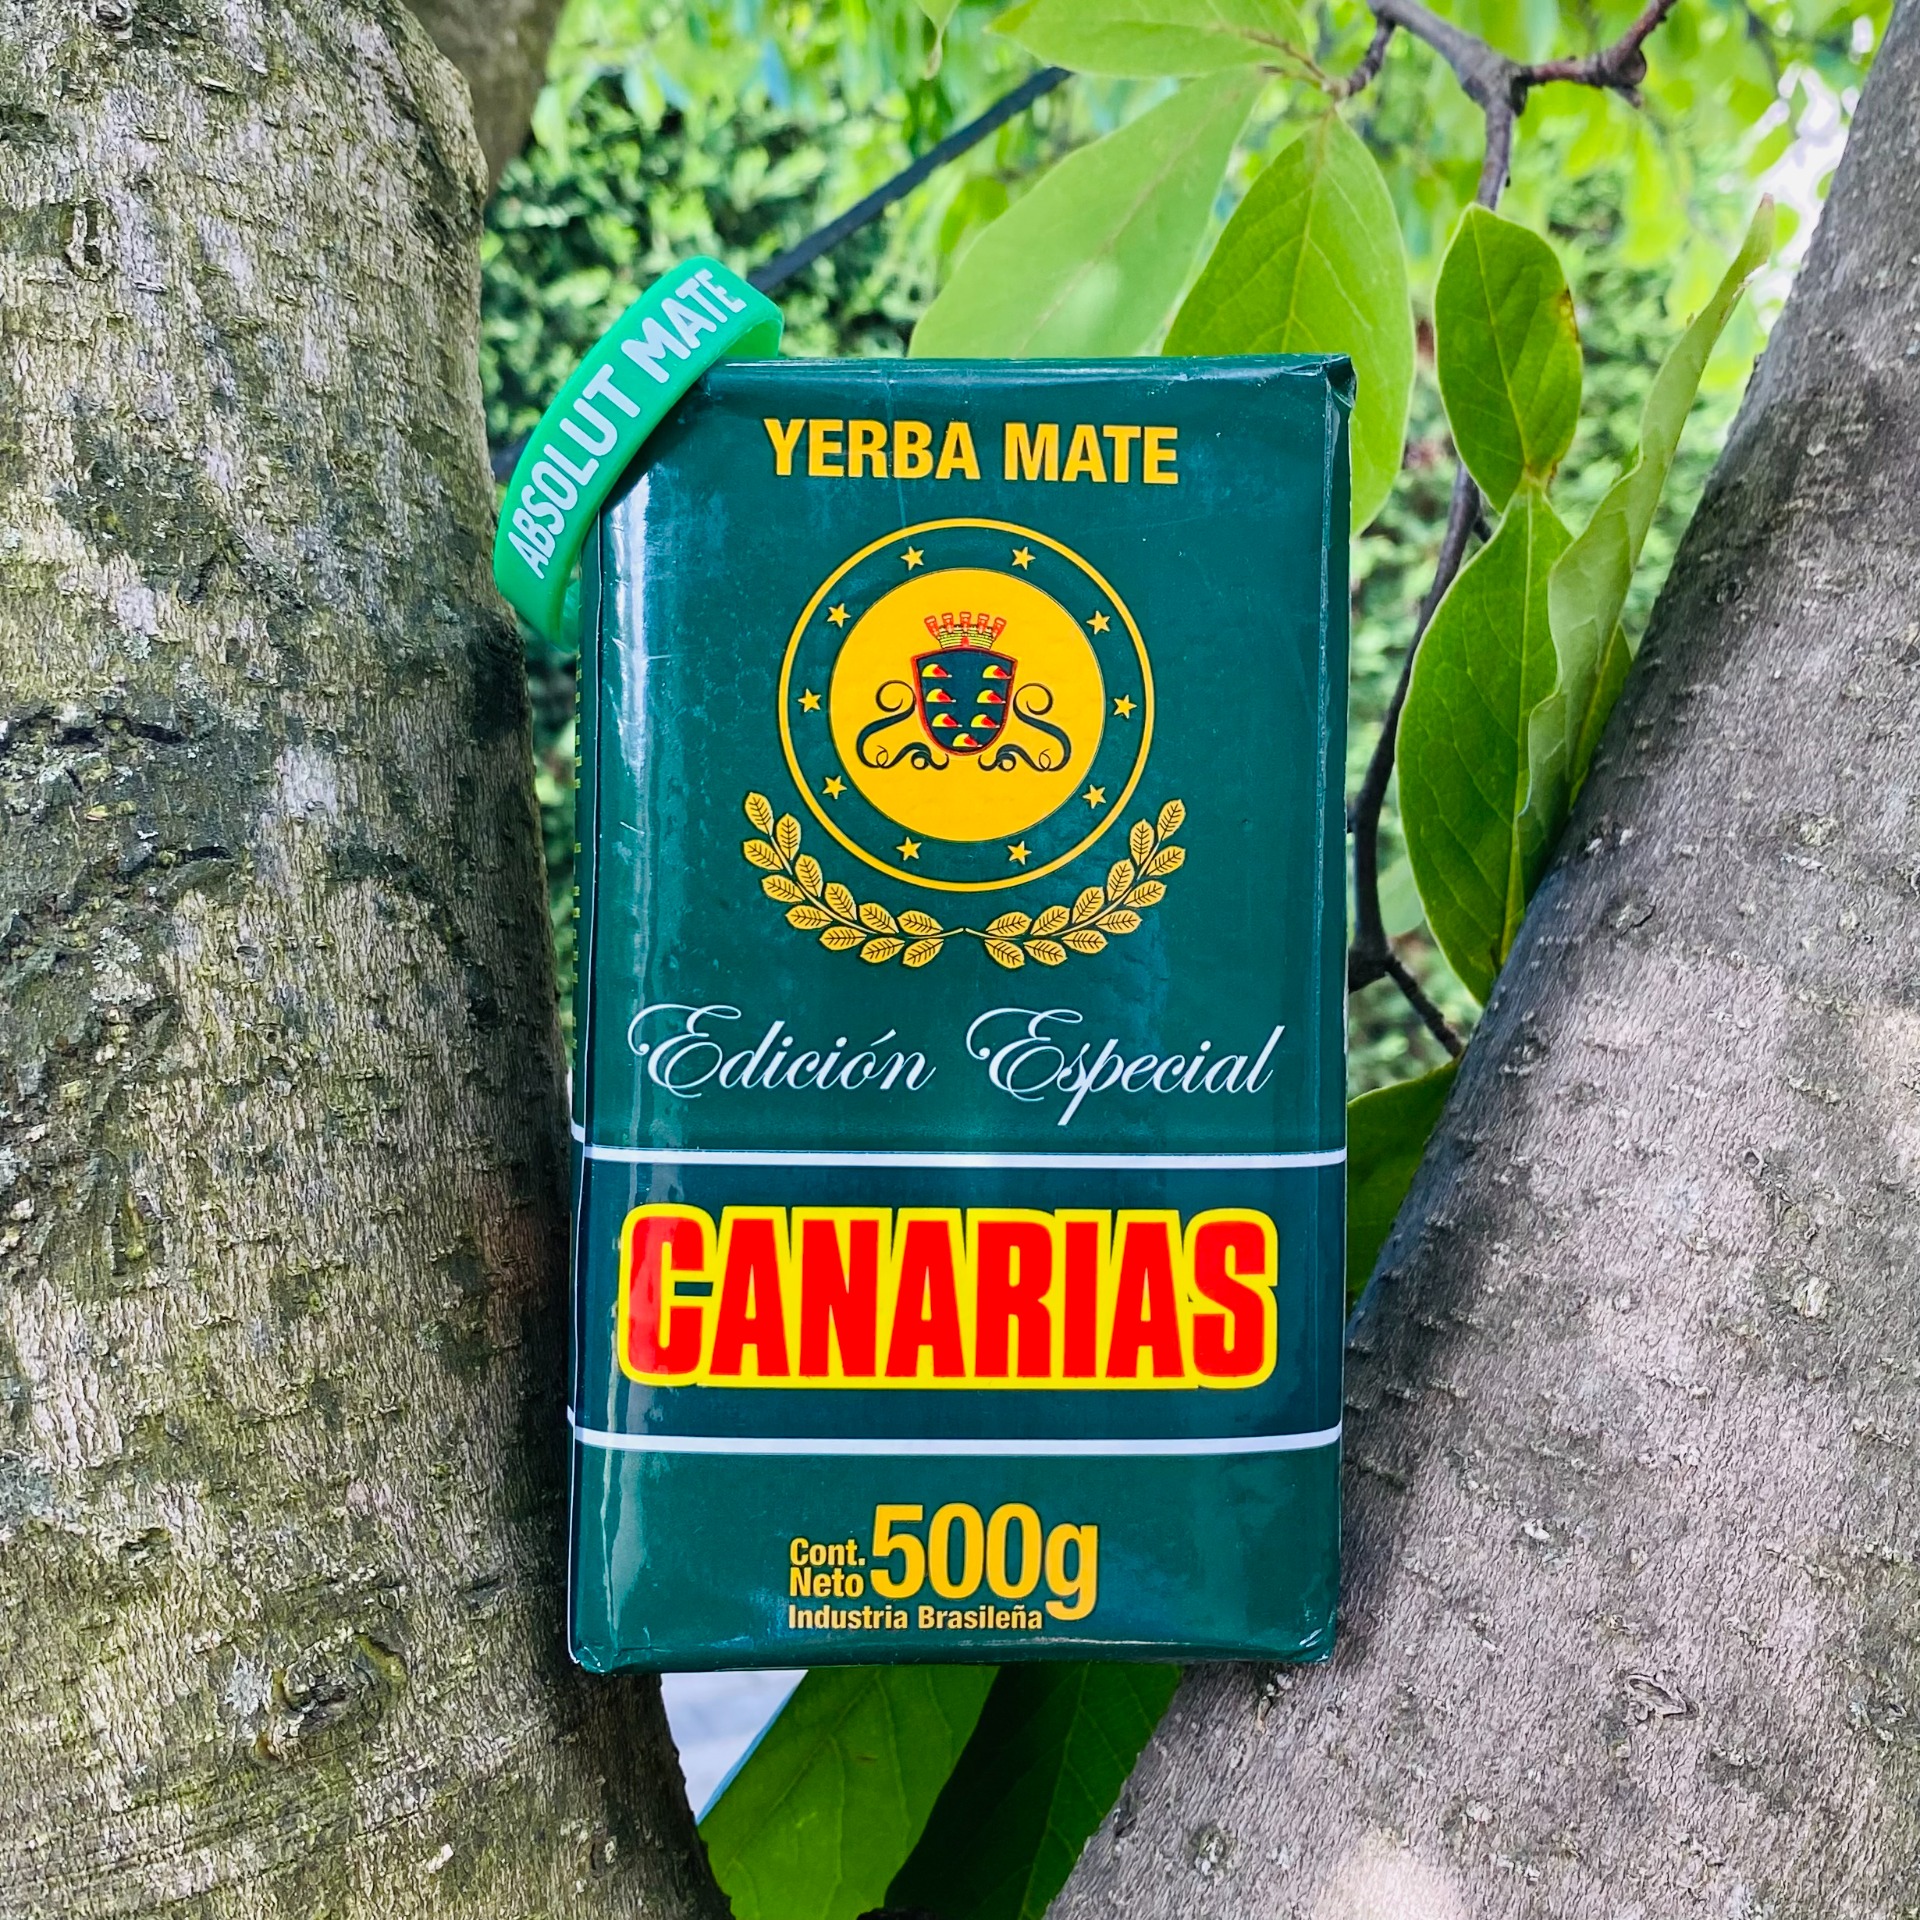 ABSOLUT MATE
YERBA MATE
Edición Especial
CANARIAS
Cont.
Neto 500g
Industria Brasileña